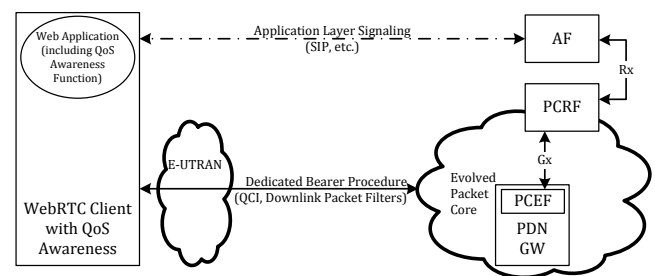 Web Application
(including QoS
Awareness
Function)
Application Layer Signaling
(SIP, etc.)
AF
Rx
PCRF
Gx
E-UTRAN
Dedicated Bearer Procedure
(QCI, Downlink Packet Filters)
Evolved
Packet
Core
PCEF
PDN
GW
WebRTC Client
with QoS
Awareness